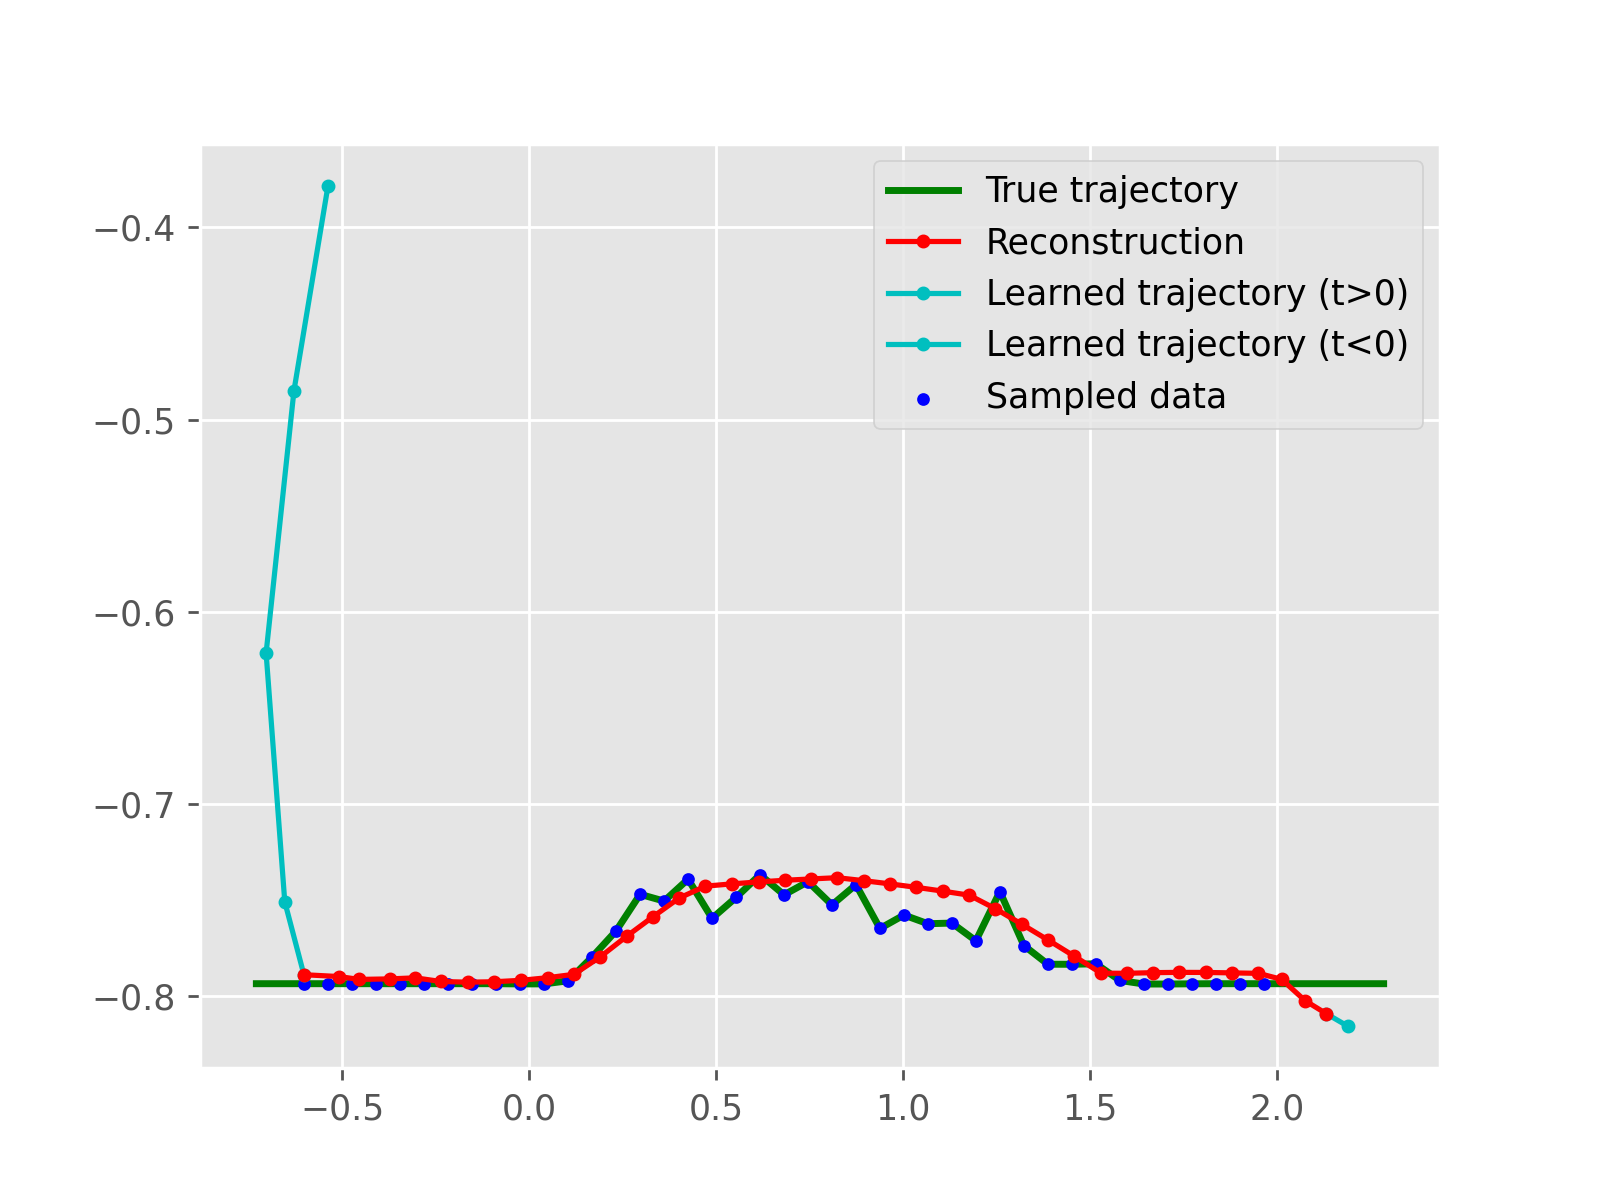 True trajectory
Reconstruction
Learned trajectory (t>0)
Learned trajectory (t<0)
Sampled data
−0.4
−0.5
−0.6
−0.7
−0.8
−0.5 0.0 0.5 1.0 1.5 2.0